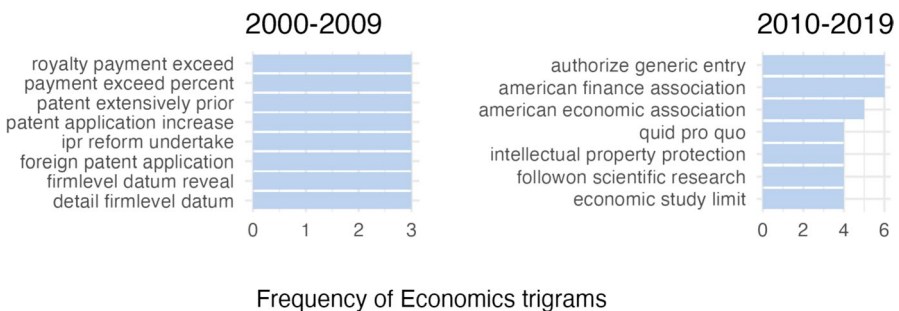 2000-2009
royalty payment exceed
payment exceed percent
patent extensively prior
patent application increase
ipr reform undertake
foreign patent application
firmlevel datum reveal
detail firmlevel datum
0 1 2 3
2010-2019
authorize generic entry
american finance association
american economic association
quid pro quo
intellectual property protection
followon scientific research
economic study limit
0 2 4 6
Frequency of Economics trigrams